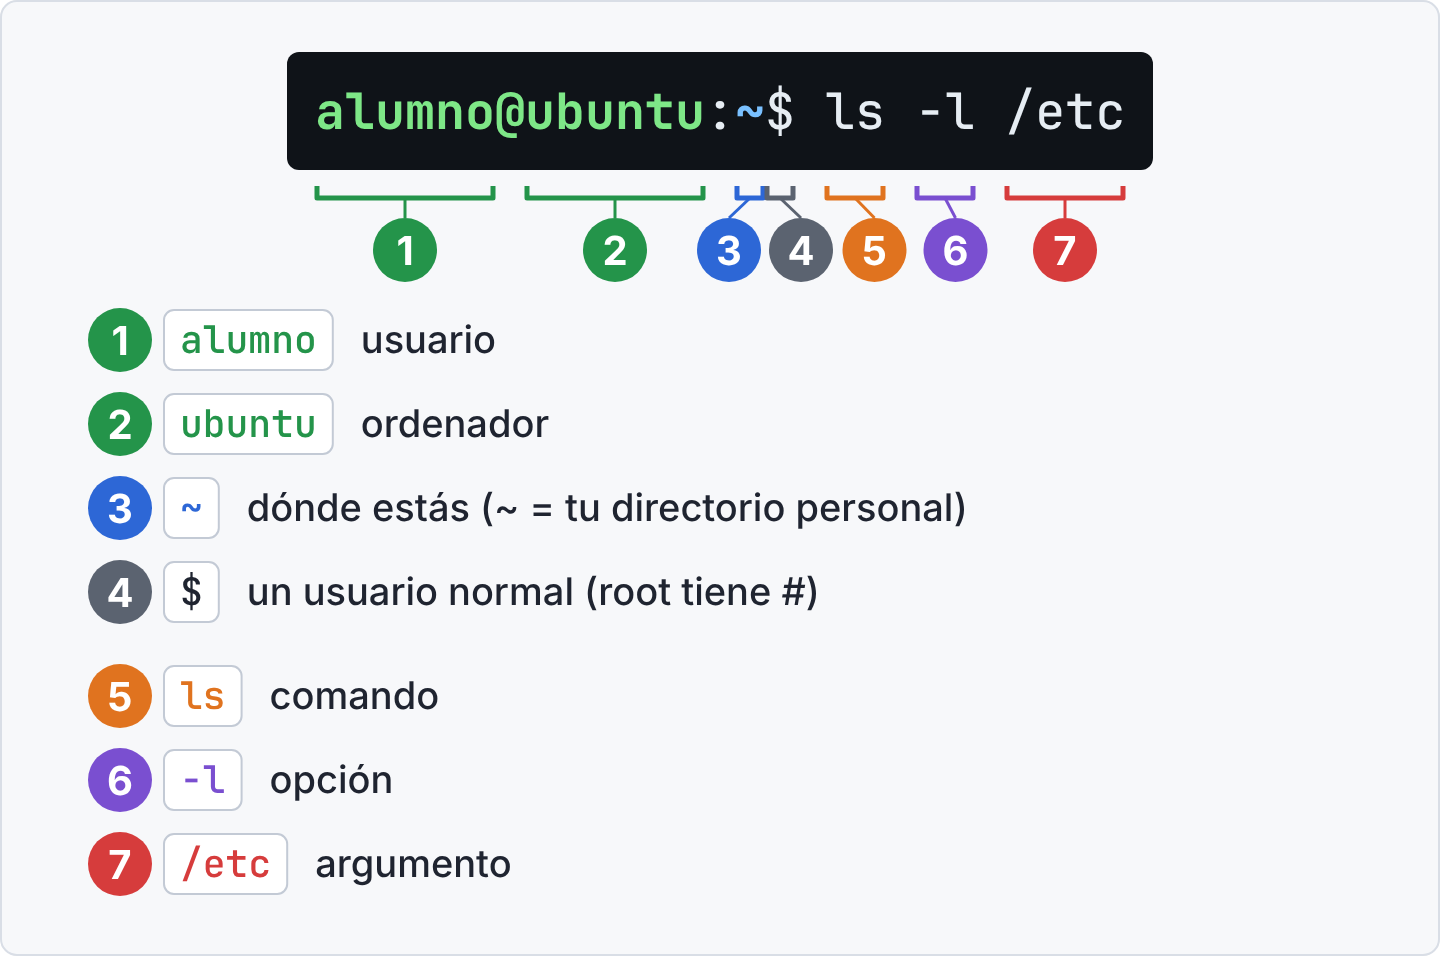 alumno@ubuntu:~$ ls -l /etc
1 2 3 4 5 6 7
1 alumno usuario
2 ubuntu ordenador
3 ~ dónde estás (~ = tu directorio personal)
4 $ un usuario normal (root tiene #)
5 ls comando
6 -l opción
7 /etc argumento